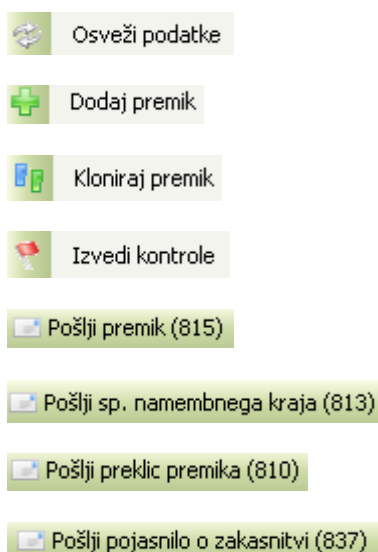 Osveži podatke
Dodaj premik
Kloniraj premik
Izvedi kontrole
Pošlji premik (815)
Pošlji sp. namembnega kraja (813)
Pošlji preklic premika (810)
Pošlji pojasnilo o zakasnitvi (837)